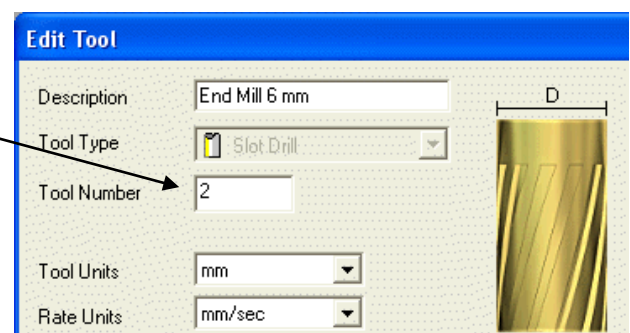 Edit Tool
Description End Mill 6 mm
D
Tool Type Slot Drill
Tool Number 2
Tool Units mm
Rate Units mm/sec